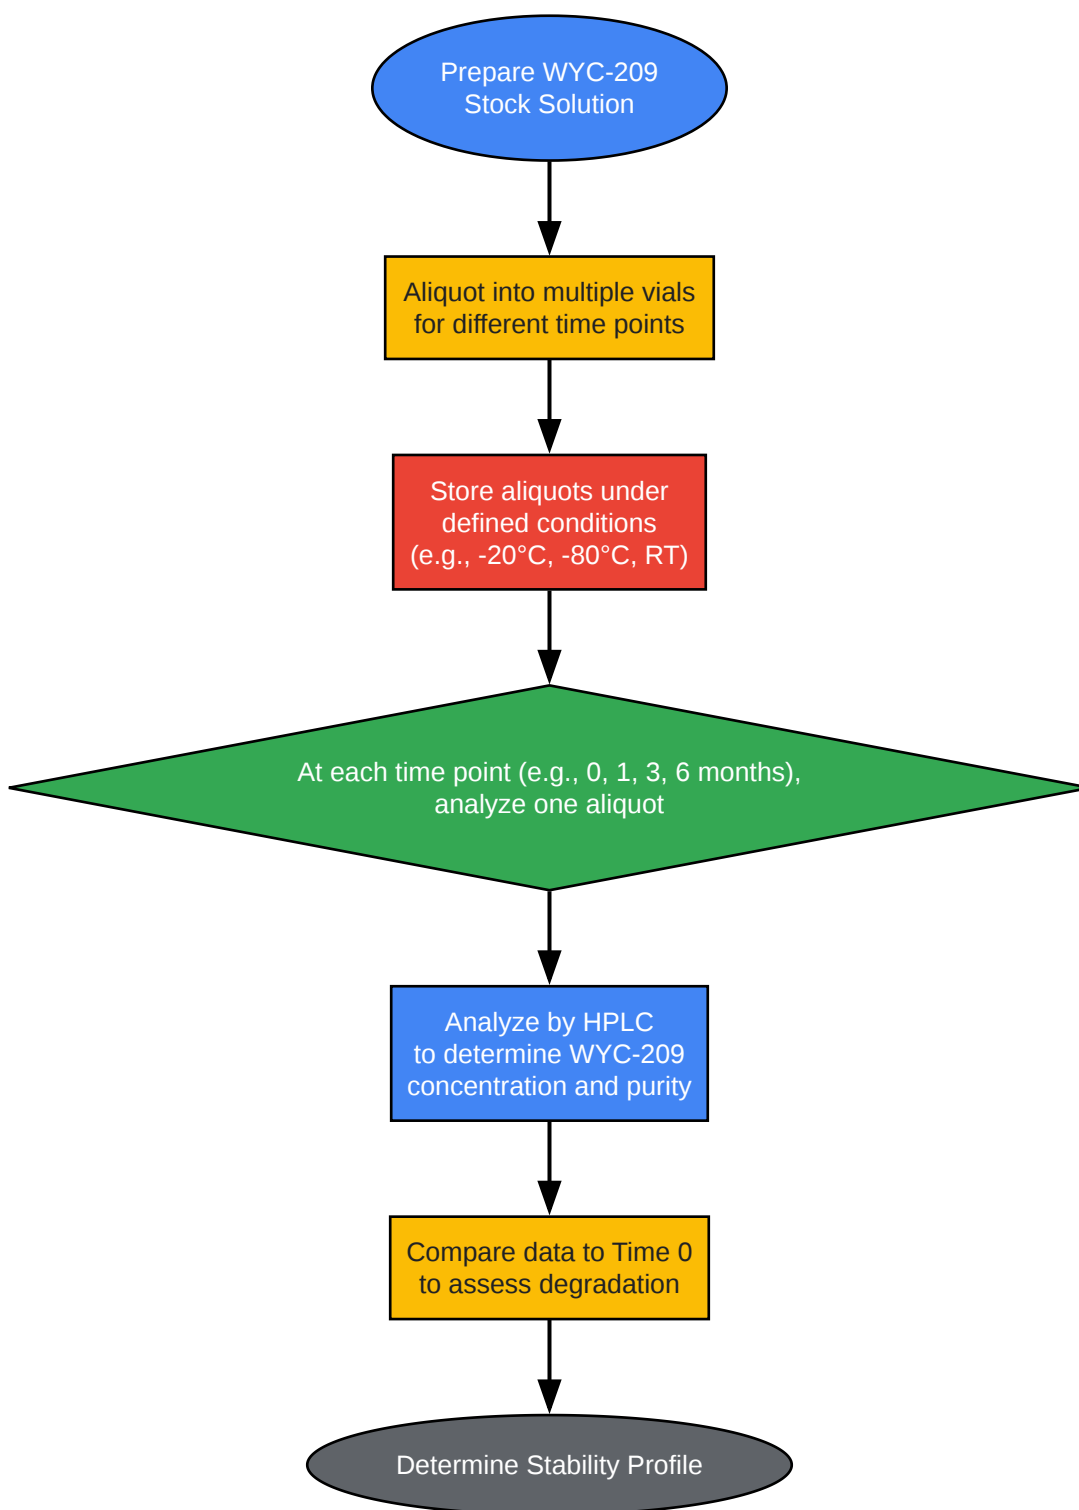 Prepare WYC-209
Stock Solution
Aliquot into multiple vials
for different time points
Store aliquots under
defined conditions
(e.g., -20°C, -80°C, RT)
At each time point (e.g., 0, 1, 3, 6 months),
analyze one aliquot
Analyze by HPLC
to determine WYC-209
concentration and purity
Compare data to Time 0
to assess degradation
Determine Stability Profile